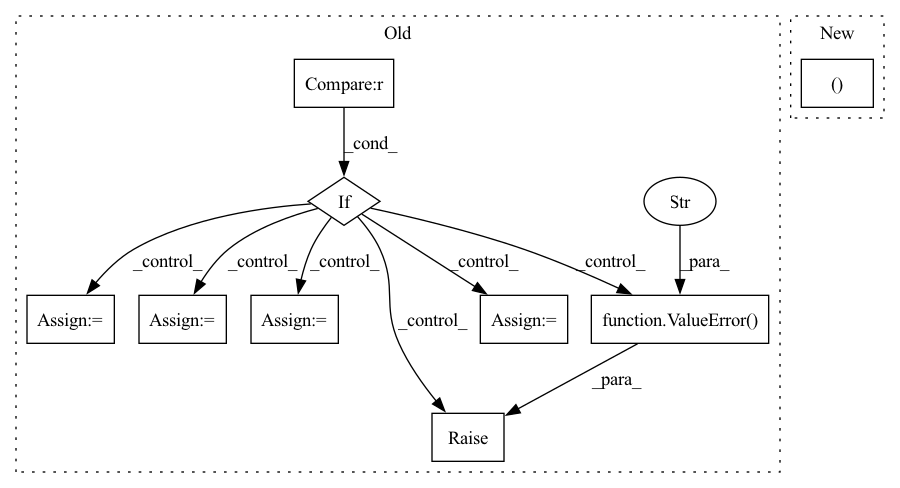 Old
New
Compare:r
()
_cond_
If
Str
_control_
_control_
_control_
_control_
_control_
_para_
Assign:=
Assign:=
Assign:=
Assign:=
function.ValueError()
_control_
_para_
Raise